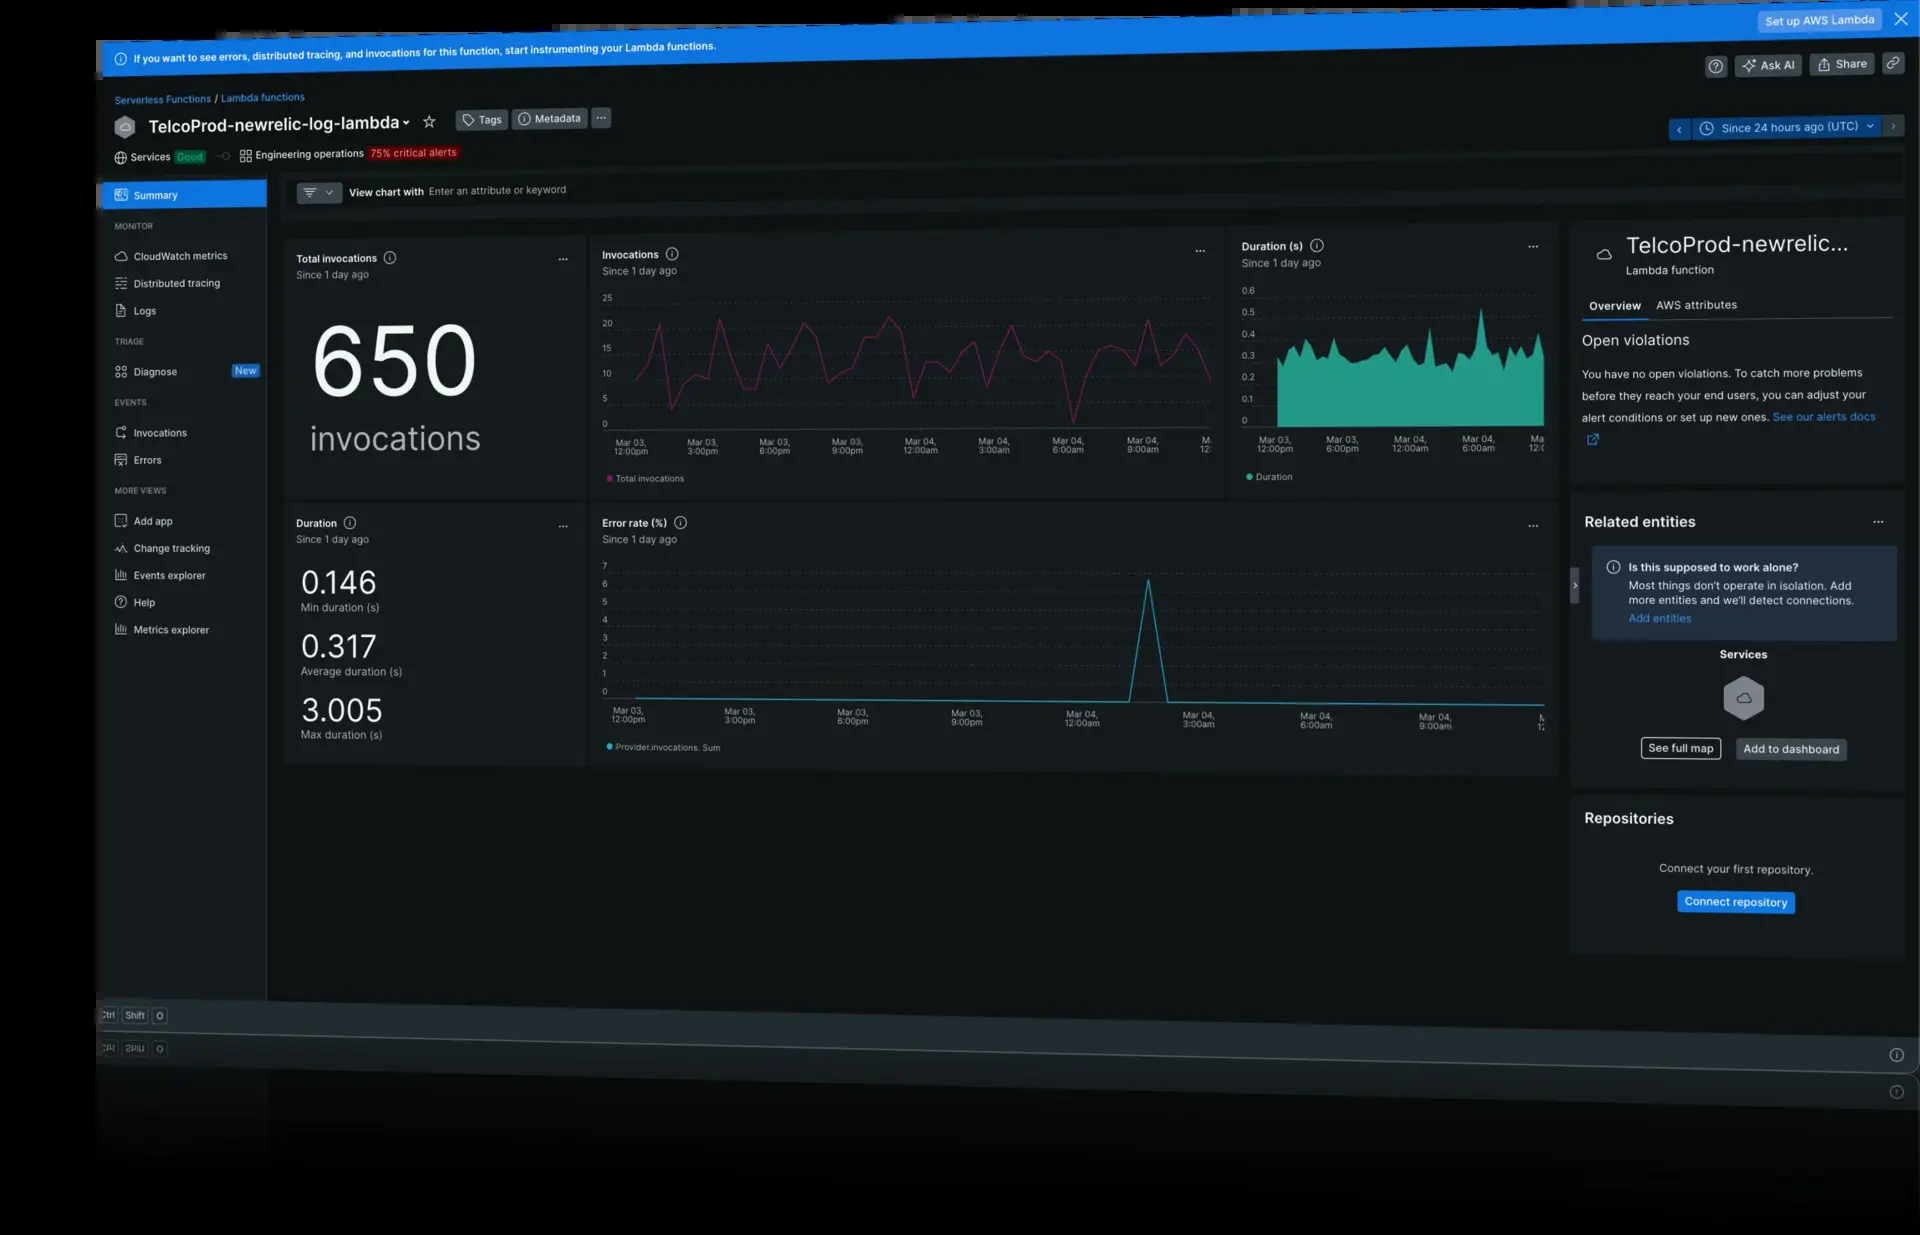 Set up AWS Lambda
If you want to see errors, distributed tracing, and invocations for this function, start instrumenting your Lambda functions.
Ask AI
Share
Serverless Functions / Lambda functions
TelcoProd-newrelic-log-lambda
Tags
Metadata
Since 24 hours ago (UTC)
Services Good
Engineering operations 75% critical alerts
Summary
MONITOR
CloudWatch metrics
Distributed tracing
Logs
TRIAGE
Diagnose New
EVENTS
Invocations
Errors
MORE VIEWS
Add app
Change tracking
Events explorer
Help
Metrics explorer
View chart with Enter an attribute or keyword
Total invocations
Since 1 day ago
650
invocations
Invocations
Since 1 day ago
25
20
15
10
5
0
Mar 03, 12:00pm
Mar 03, 3:00pm
Mar 03, 6:00pm
Mar 03, 9:00pm
Mar 04, 12:00am
Mar 04, 3:00am
Mar 04, 6:00am
Mar 04, 9:00am
M
12:
Total invocations
Duration (s)
Since 1 day ago
0.6
0.5
0.4
0.3
0.2
0.1
0
Mar 03, 12:00pm
Mar 03, 6:00pm
Mar 04, 12:00am
Mar 04, 6:00am
Ma
12:0
Duration
Duration
Since 1 day ago
0.146
Min duration (s)
0.317
Average duration (s)
3.005
Max duration (s)
Error rate (%)
Since 1 day ago
7
6
5
4
3
2
1
0
Mar 03, 12:00pm
Mar 03, 3:00pm
Mar 03, 6:00pm
Mar 03, 9:00pm
Mar 04, 12:00am
Mar 04, 3:00am
Mar 04, 6:00am
Mar 04, 9:00am
12:
Provider.invocations. Sum
TelcoProd-newrelic...
Lambda function
Overview
AWS attributes
Open violations
You have no open violations. To catch more problems
before they reach your end users, you can adjust your
alert conditions or set up new ones. See our alerts docs
Related entities
Is this supposed to work alone?
Most things don't operate in isolation. Add
more entities and we'll detect connections.
Add entities
Services
See full map
Add to dashboard
Repositories
Connect your first repository.
Connect repository
Ctrl Shift O